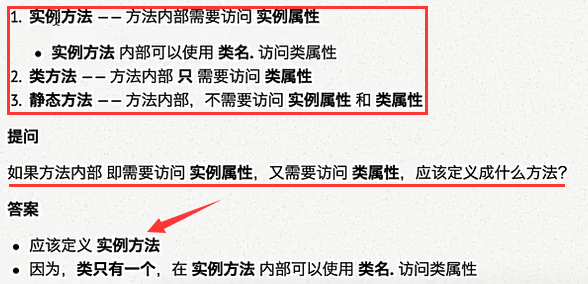 1. 实例方法 —— 方法内部需要访问 实例属性
• 实例方法 内部可以使用 类名. 访问类属性
2. 类方法 —— 方法内部 只 需要访问 类属性
3. 静态方法 —— 方法内部，不需要访问 实例属性 和 类属性
提问
如果方法内部 即需要访问 实例属性，又需要访问 类属性，应该定义成什么方法？
答案
• 应该定义 实例方法
• 因为，类只有一个，在 实例方法 内部可以使用 类名. 访问类属性